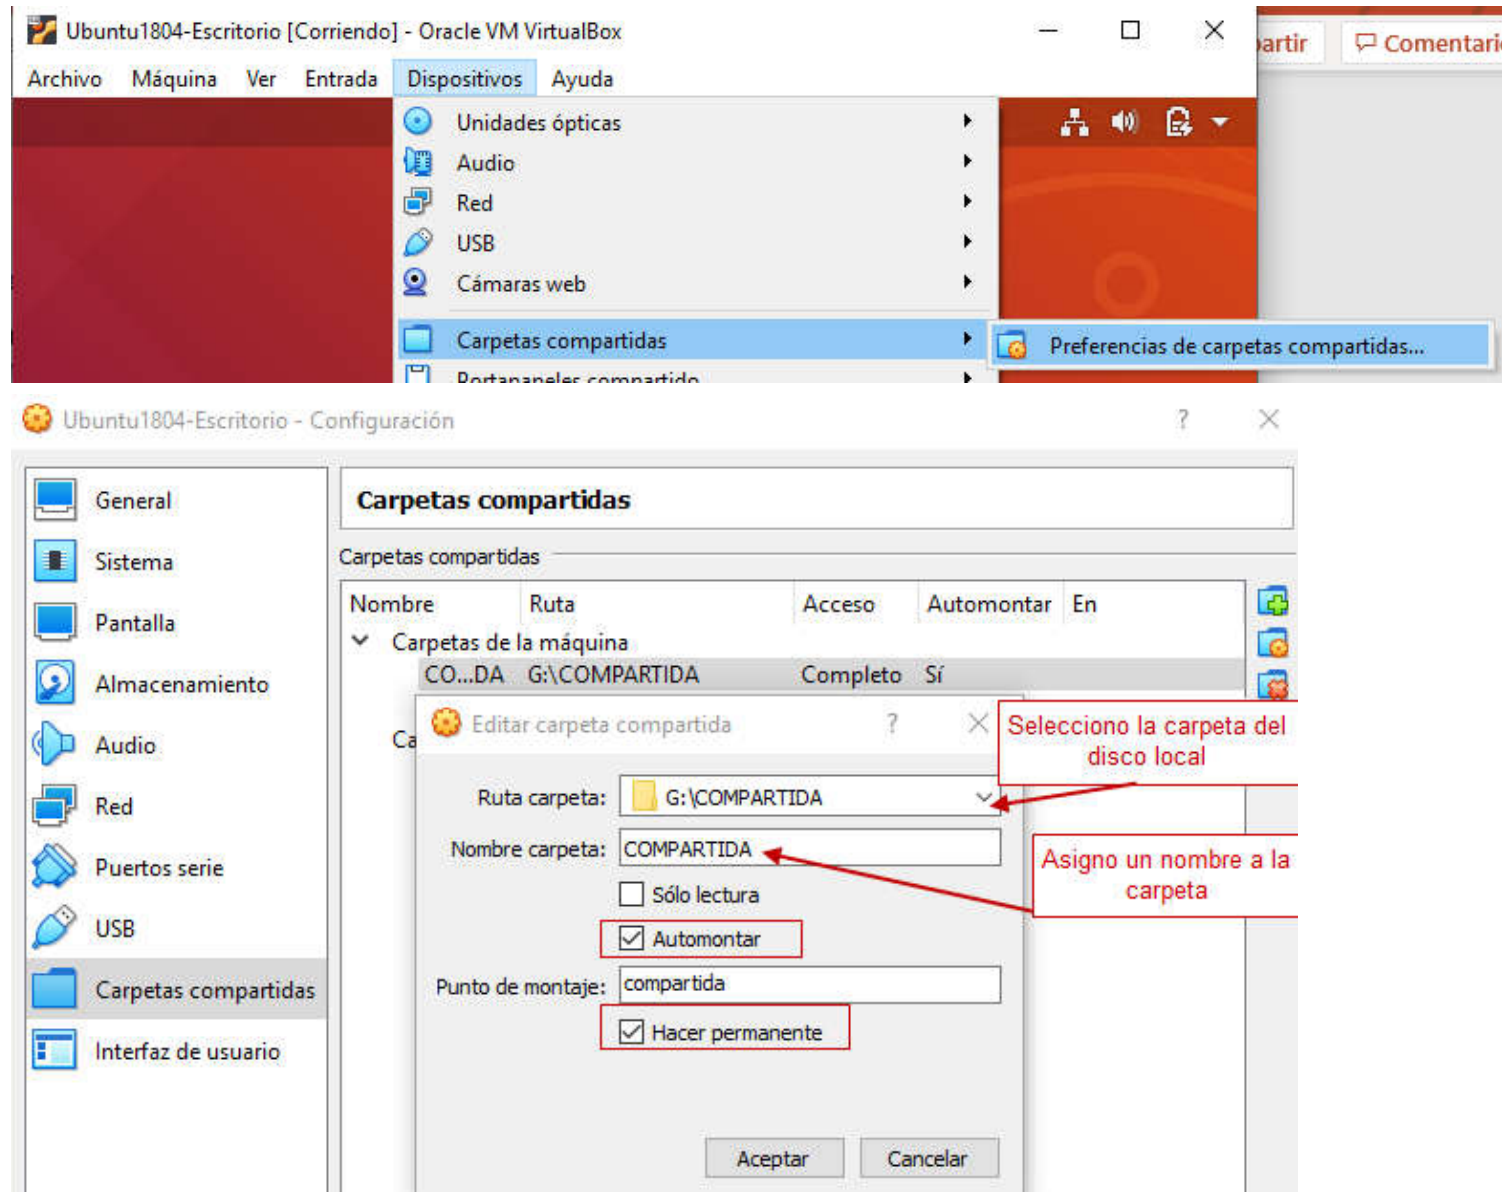 Ubuntu1804-Escritorio [Corriendo] - Oracle VM VirtualBox
artir Comentari
Archivo Máquina Ver Entrada Dispositivos Ayuda
Unidades ópticas
Audio
Red
USB
Cámaras web
Carpetas compartidas
Preferencias de carpetas compartidas...
Portapapeles compartido
Ubuntu1804-Escritorio - Configuración ?
General
Sistema
Pantalla
Almacenamiento
Audio
Red
Puertos serie
USB
Carpetas compartidas
Interfaz de usuario
Carpetas compartidas
Carpetas compartidas
Nombre Ruta Acceso Automontar En
Carpetas de la máquina
CO...DA G:\COMPARTIDA Completo Sí
Ca
Editar carpeta compartida ?
Ruta carpeta: G:\COMPARTIDA
Nombre carpeta: COMPARTIDA
Sólo lectura
Automontar
Punto de montaje: compartida
Hacer permanente
Aceptar Cancelar
Selecciono la carpeta del
disco local
Asigno un nombre a la
carpeta